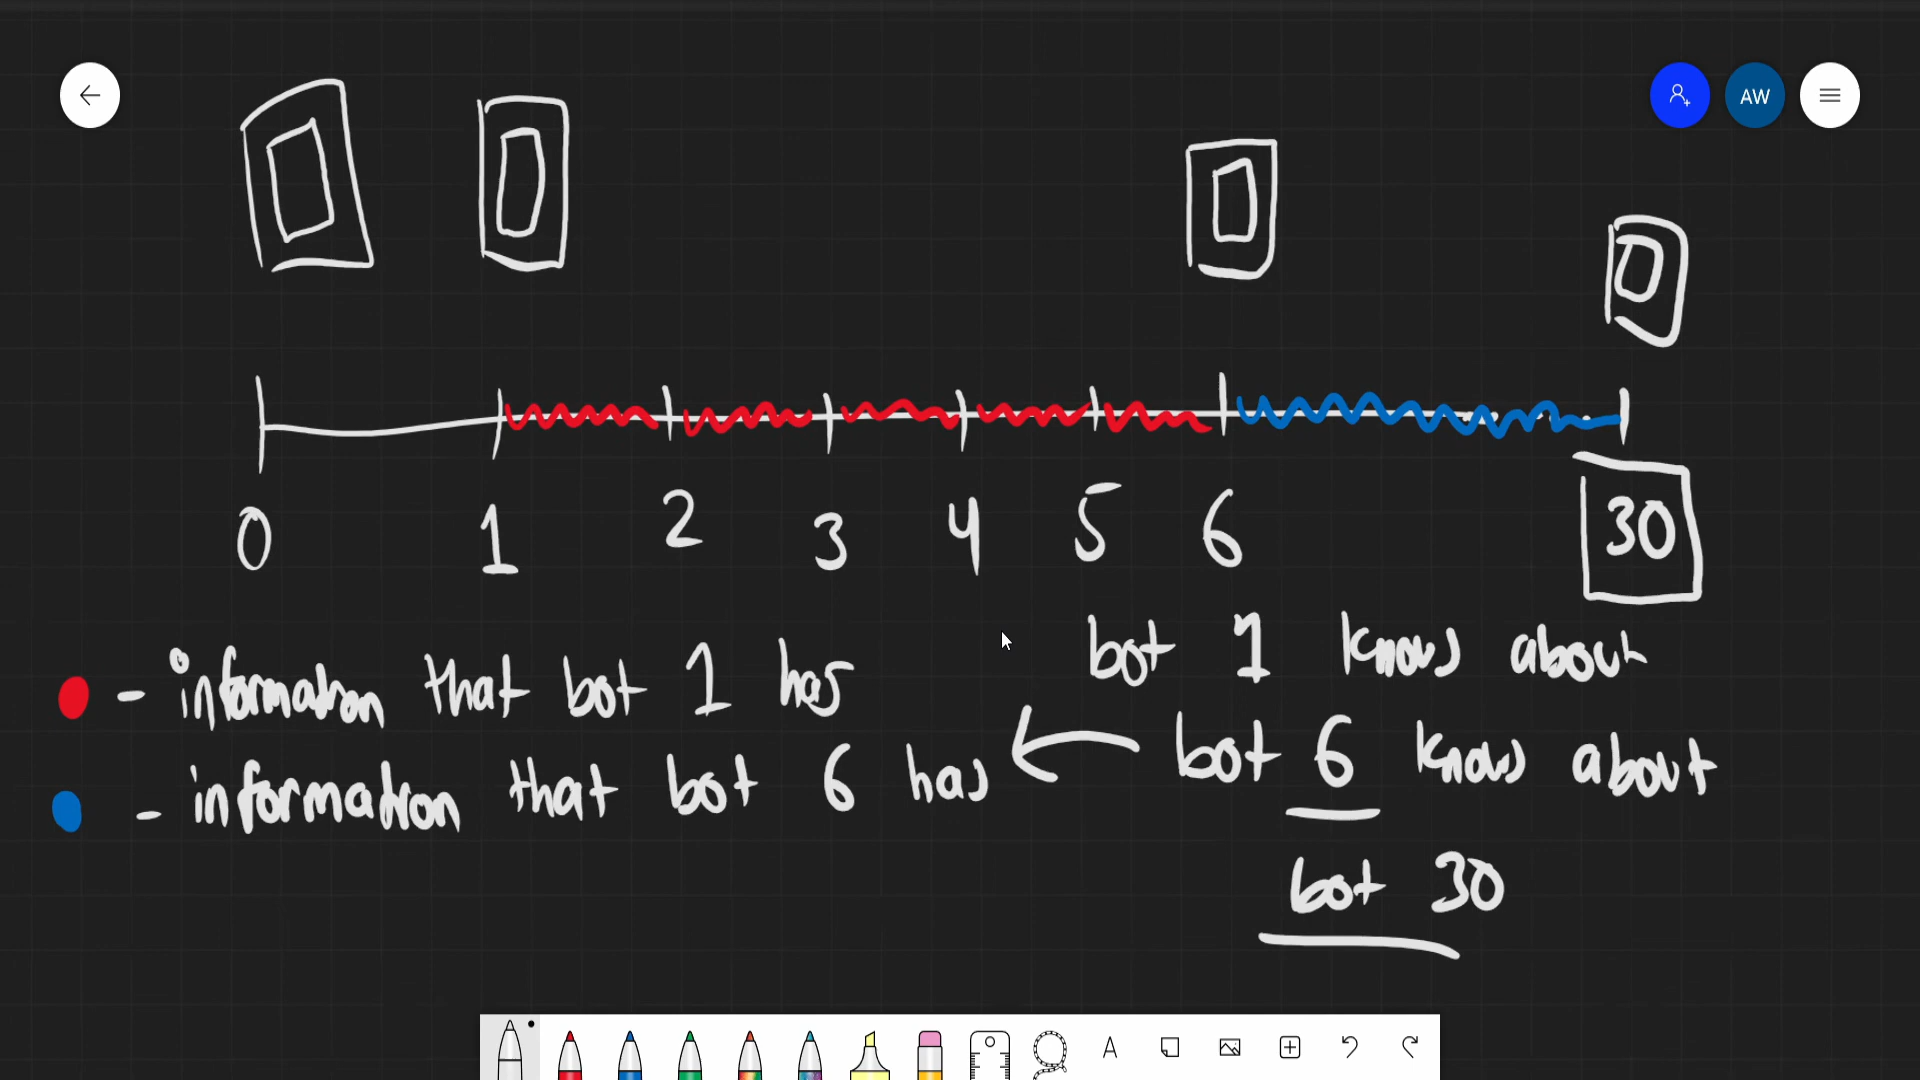 AW
0 1 2 3 4 5 6 30
- information that bot 1 has
- information that bot 6 has
bot 1 knows about
bot 6 knows about
bot 30
A